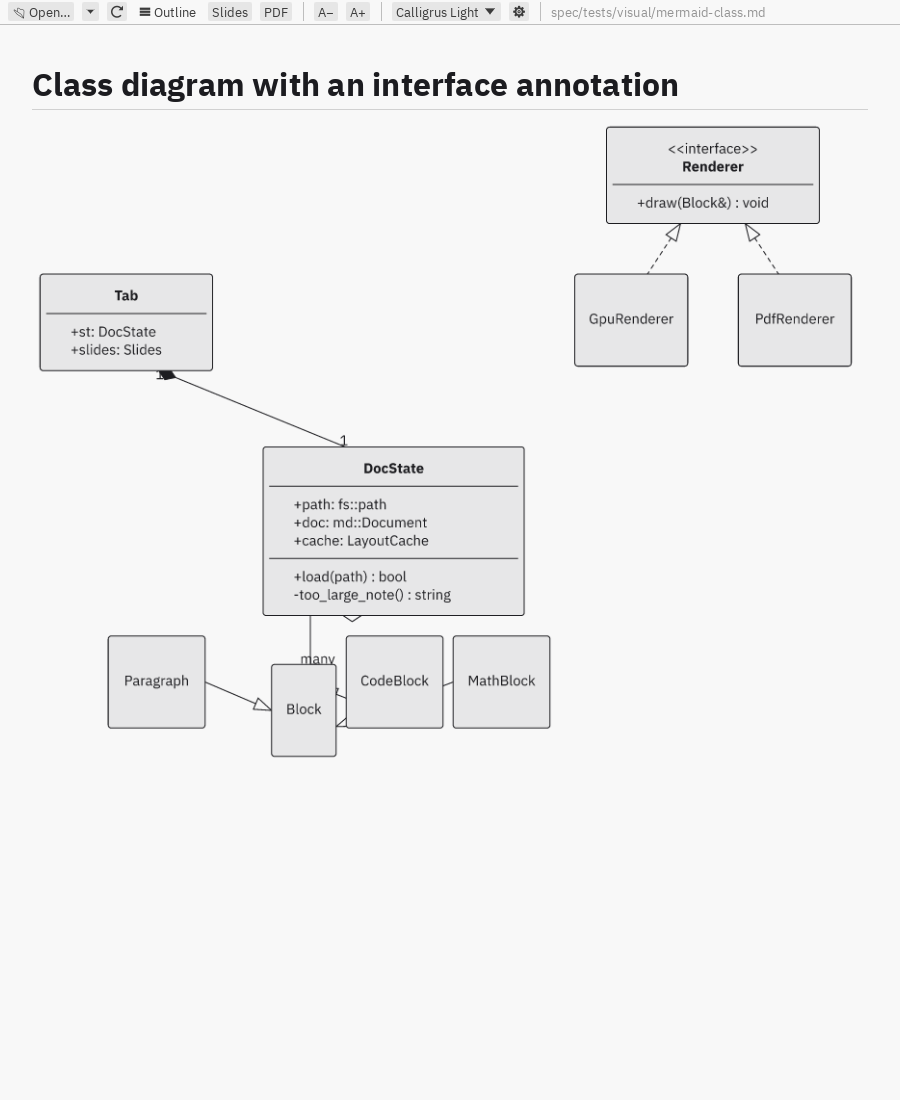 Open... Outline Slides PDF A− A+ Calligrus Light spec/tests/visual/mermaid-class.md
Class diagram with an interface annotation
<<interface>>
Renderer
+draw(Block&) : void
GpuRenderer
PdfRenderer
Tab
+st: DocState
+slides: Slides
1
1
DocState
+path: fs::path
+doc: md::Document
+cache: LayoutCache
+load(path) : bool
-too_large_note() : string
many
Paragraph
Block
CodeBlock
MathBlock